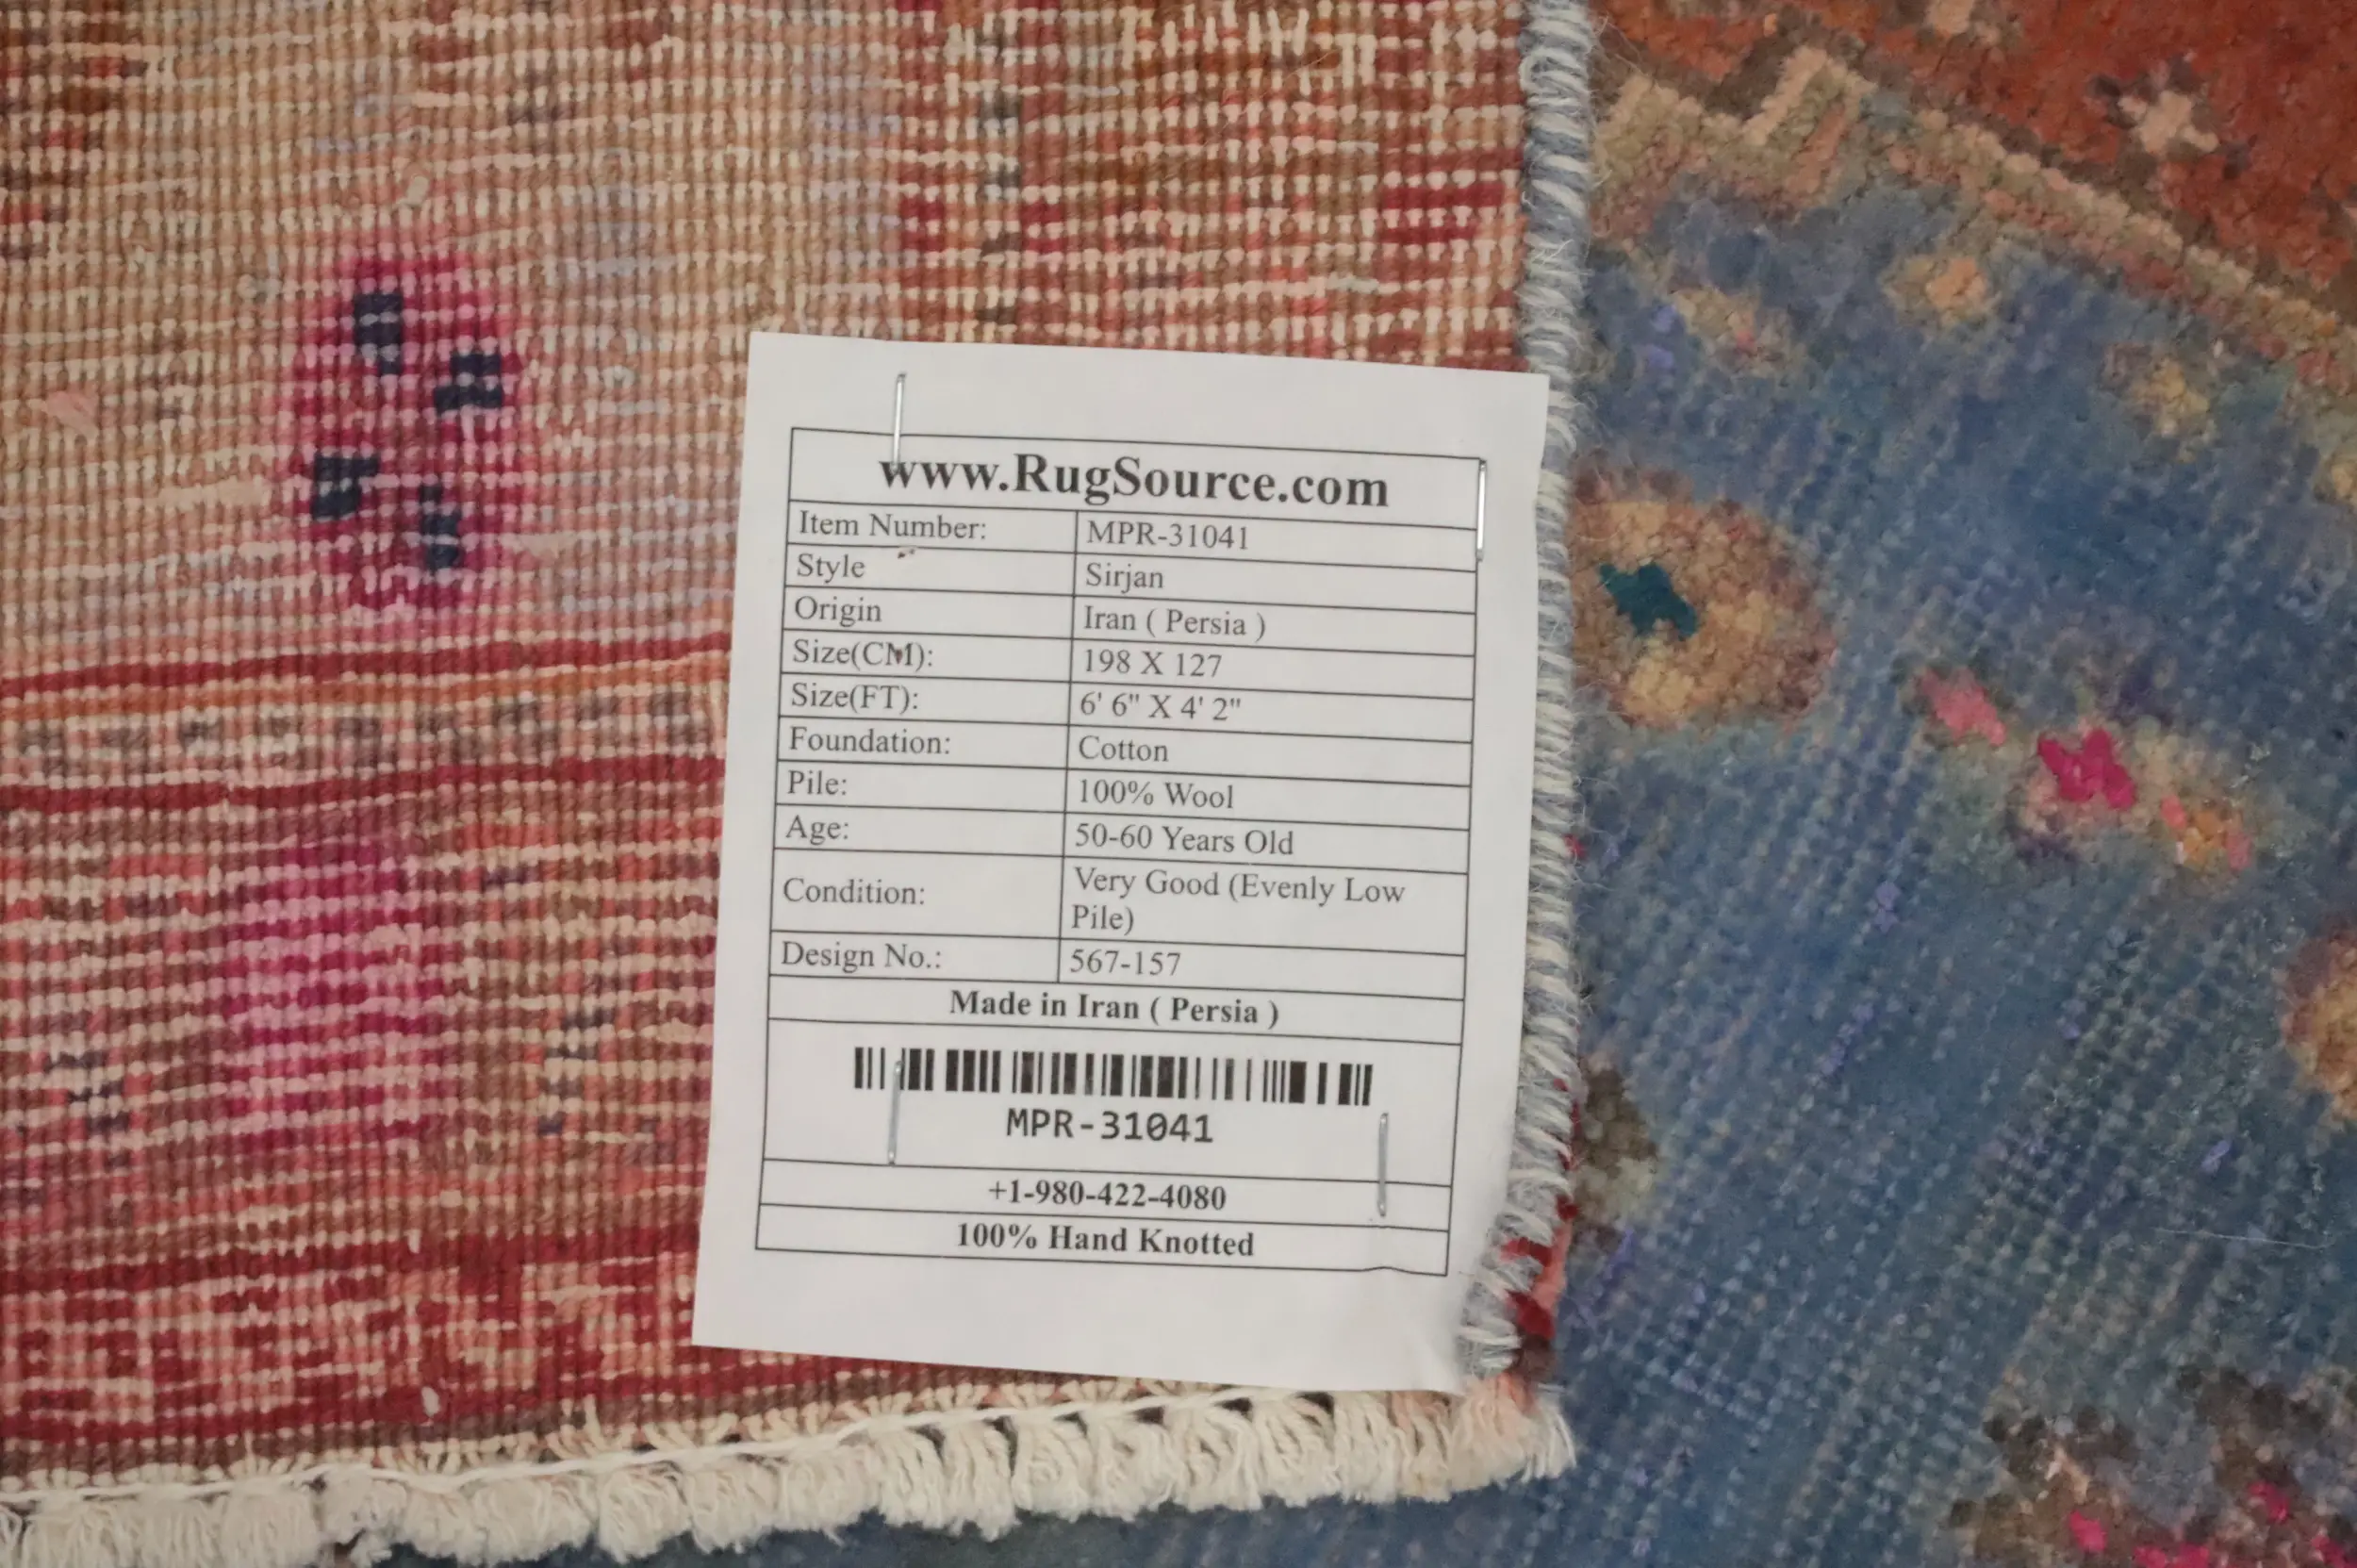 www.RugSource.com
Item Number: MPR-31041
Style Sirjan
Origin Iran ( Persia )
Size(CM): 198 X 127
Size(FT): 6' 6" X 4' 2"
Foundation: Cotton
Pile: 100% Wool
Age: 50-60 Years Old
Condition: Very Good (Evenly Low
Pile)
Design No.: 567-157
Made in Iran ( Persia )
MPR-31041
+1-980-422-4080
100% Hand Knotted